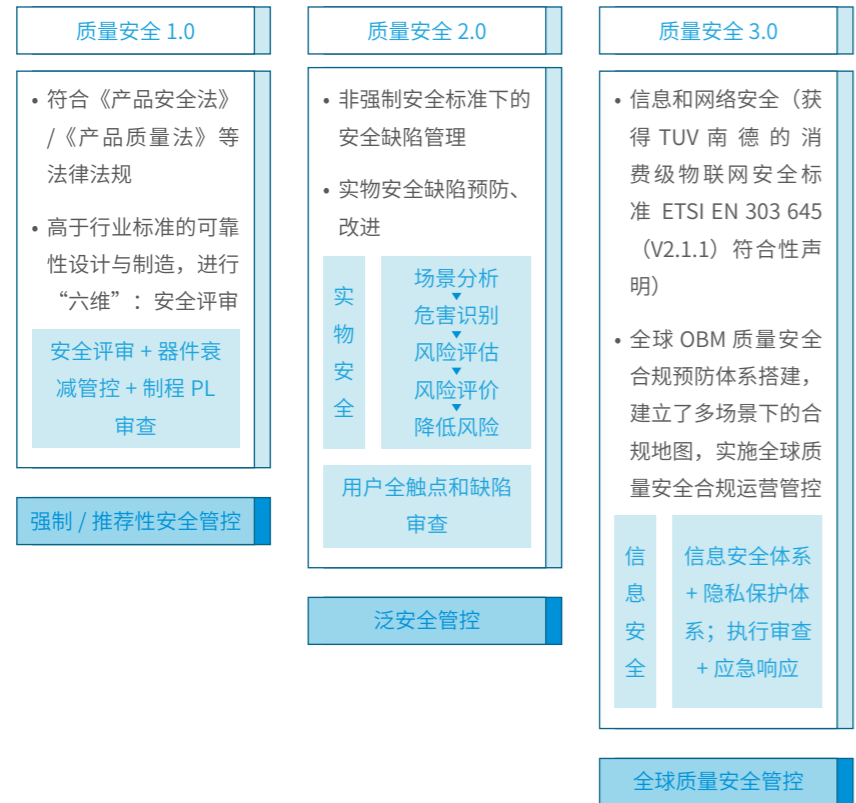 质量安全 1.0
• 符合《产品安全法》
/《产品质量法》等
法律法规
• 高于行业标准的可靠
性设计与制造，进行
“六维”：安全评审
安全评审 + 器件衰
减管控 + 制程 PL
审查
强制 / 推荐性安全管控
质量安全 2.0
• 非强制安全标准下的
安全缺陷管理
• 实物安全缺陷预防、
改进
实
物
安
全
场景分析
危害识别
风险评估
风险评价
降低风险
用户全触点和缺陷
审查
泛安全管控
质量安全 3.0
• 信息和网络安全（获
得 TUV 南 德 的 消
费级物联网安全标
准 ETSI EN 303 645
（V2.1.1）符合性声
明）
• 全球 OBM 质量安全
合规预防体系搭建，
建立了多场景下的合
规地图，实施全球质
量安全合规运营管控
信
息
安
全
信息安全体系
+ 隐私保护体
系；执行审查
+ 应急响应
全球质量安全管控